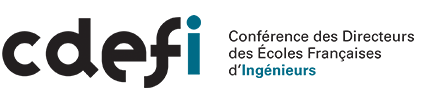 cdefi
Conférence des Directeurs
des Écoles Françaises
d'Ingénieurs